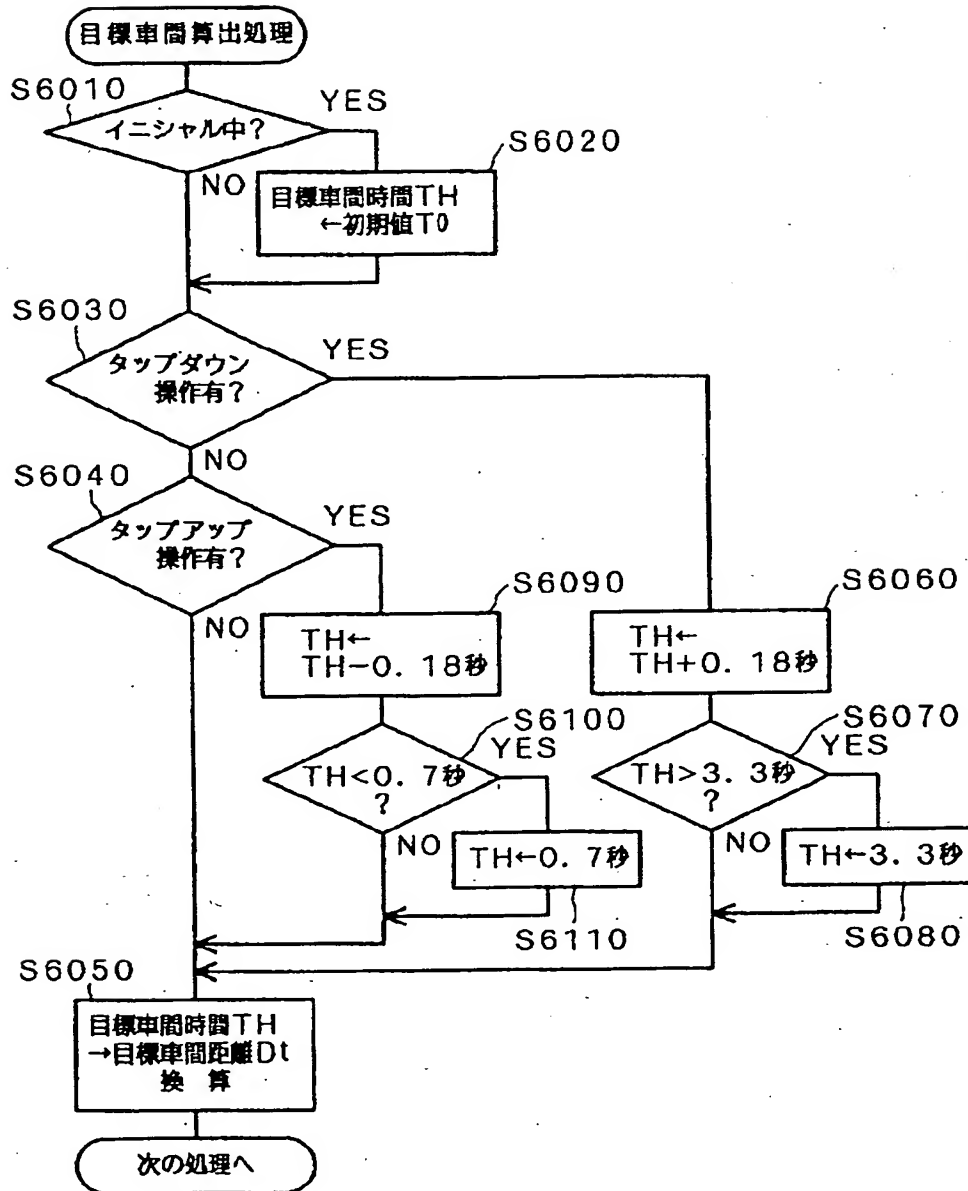 目標車間算出処理
S6010
イニシャル中?
YES
NO
S6020
目標車間時間TH
←初期値T0
S6030
タップダウン
操作有?
YES
NO
S6040
タップアップ
操作有?
YES
NO
S6090
TH←
TH−0.18秒
S6060
TH←
TH+0.18秒
S6100
TH<0.7秒
?
YES
NO
TH←0.7秒
S6110
S6070
TH>3.3秒
?
YES
NO
TH←3.3秒
S6080
S6050
目標車間時間TH
→目標車間距離Dt
換 算
次の処理へ